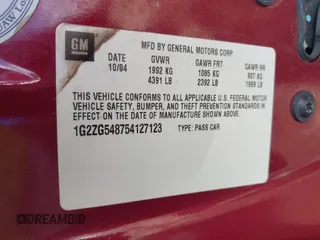 GM
MFD BY GENERAL MOTORS CORP
DATE GVWR GAWR FRT GAWR RR
10/04 1992 KG 1085 KG 907 KG
4391 LB 2392 LB 1999 LB
THIS VEHICLE CONFORMS TO ALL APPLICABLE U.S. FEDERAL MOTOR
VEHICLE SAFETY, BUMPER, AND THEFT PREVENTION STANDARDS
IN EFFECT ON THE DATE OF MANUFACTURE SHOWN ABOVE.
1G2ZG548754127123 TYPE: PASS CAR
DREAMBID